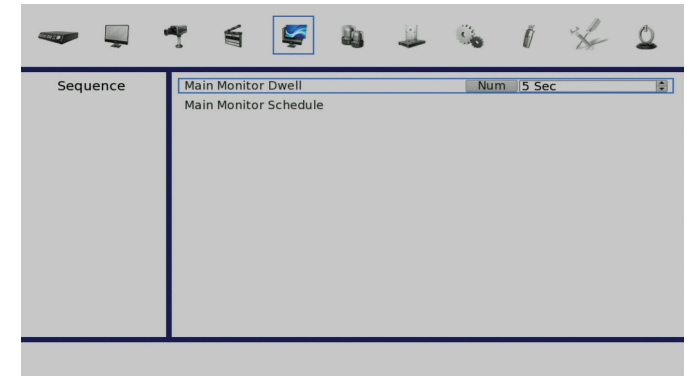 Sequence
Main Monitor Dwell Num 5 Sec
Main Monitor Schedule